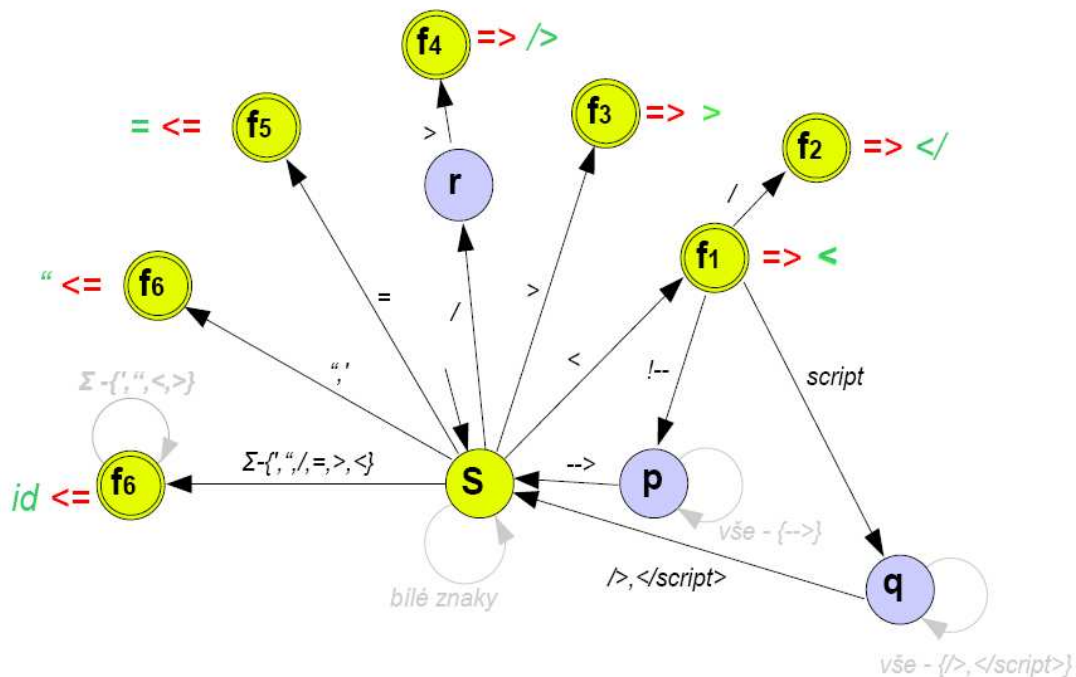 f4 => />
= <= f5
f3 => >
f2 => </
>
r
/
f1 => <
“ <= f6
=
/
>
<
“,'
!--
script
Σ -{',“,<,>}
Σ-{',“,/,=,>,<}
id <= f6
S
-->
p
vše - {-->}
/>,</script>
q
bílé znaky
vše - {/>,</script>}